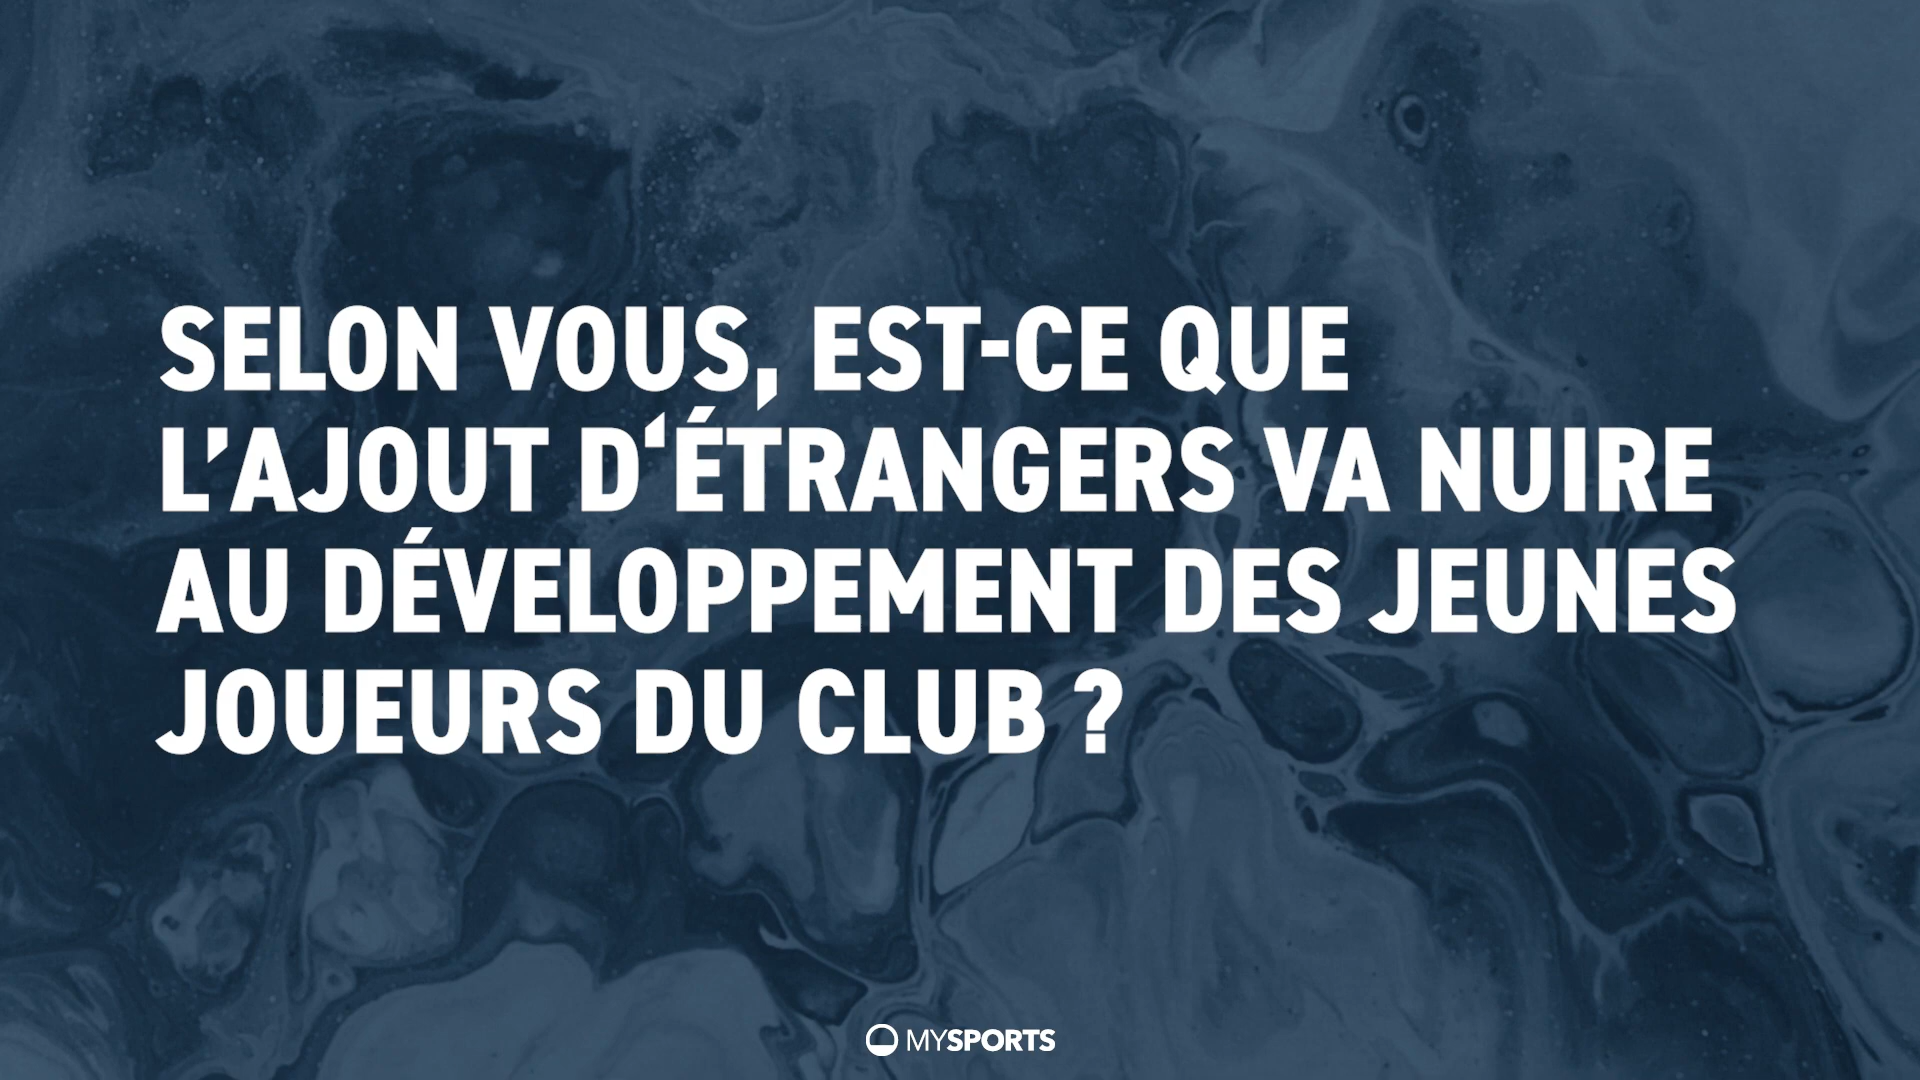 SELON VOUS, EST-CE QUE
L’AJOUT D‘ÉTRANGERS VA NUIRE
AU DÉVELOPPEMENT DES JEUNES
JOUEURS DU CLUB ?
MYSPORTS